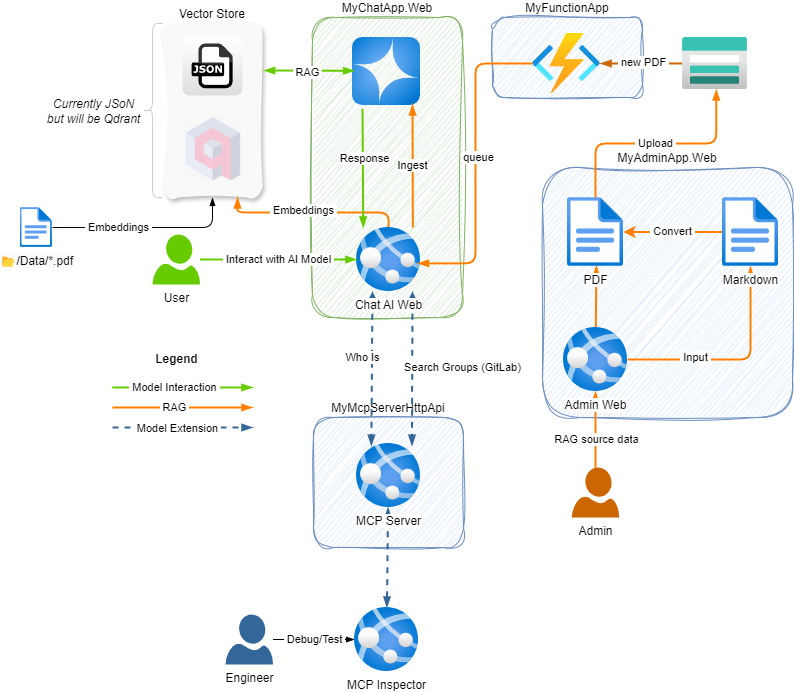 Vector Store
MyChatApp.Web
MyFunctionApp
JSON
Currently JSoN
but will be Qdrant
RAG
new PDF
Response
Ingest
queue
Upload
MyAdminApp.Web
Embeddings
Embeddings
/Data/*.pdf
Interact with AI Model
User
Chat AI Web
Convert
PDF
Markdown
Who Is
Search Groups (GitLab)
Input
Admin Web
Legend
Model Interaction
RAG
Model Extension
MyMcpServerHttpApi
RAG source data
MCP Server
Admin
Debug/Test
Engineer
MCP Inspector